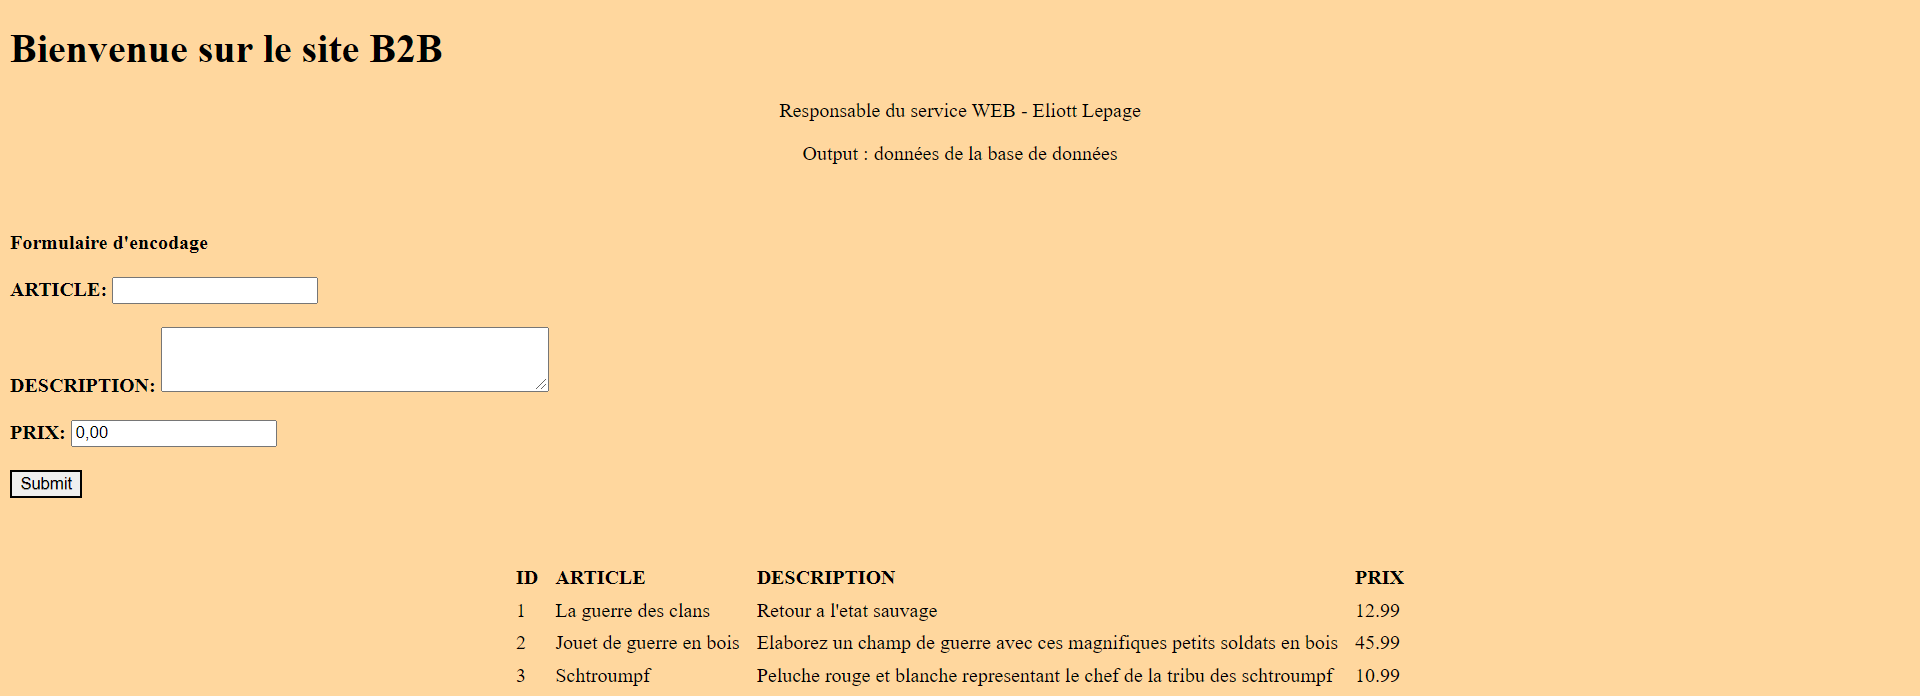 Bienvenue sur le site B2B
Responsable du service WEB - Eliott Lepage
Output : données de la base de données
Formulaire d'encodage
ARTICLE:
DESCRIPTION:
PRIX: 0,00
Submit
ID ARTICLE DESCRIPTION PRIX
1 La guerre des clans Retour a l'etat sauvage 12.99
2 Jouet de guerre en bois Elaborez un champ de guerre avec ces magnifiques petits soldats en bois 45.99
3 Schtroumpf Peluche rouge et blanche representant le chef de la tribu des schtroumpf 10.99